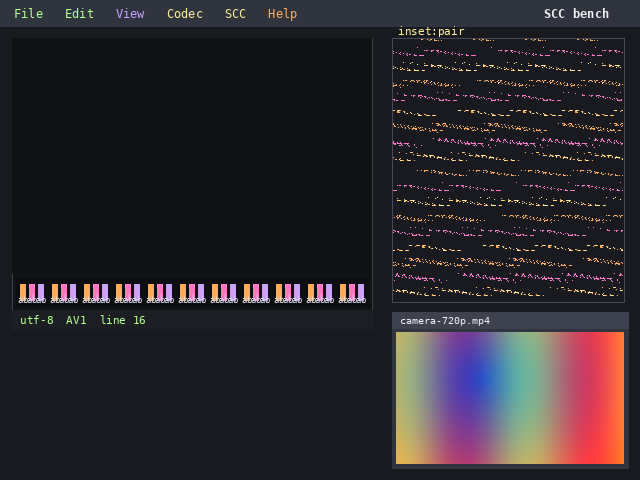 File Edit View Codec SCC Help SCC bench
inset:pair
utf-8 AV1 line 16
camera-720p.mp4